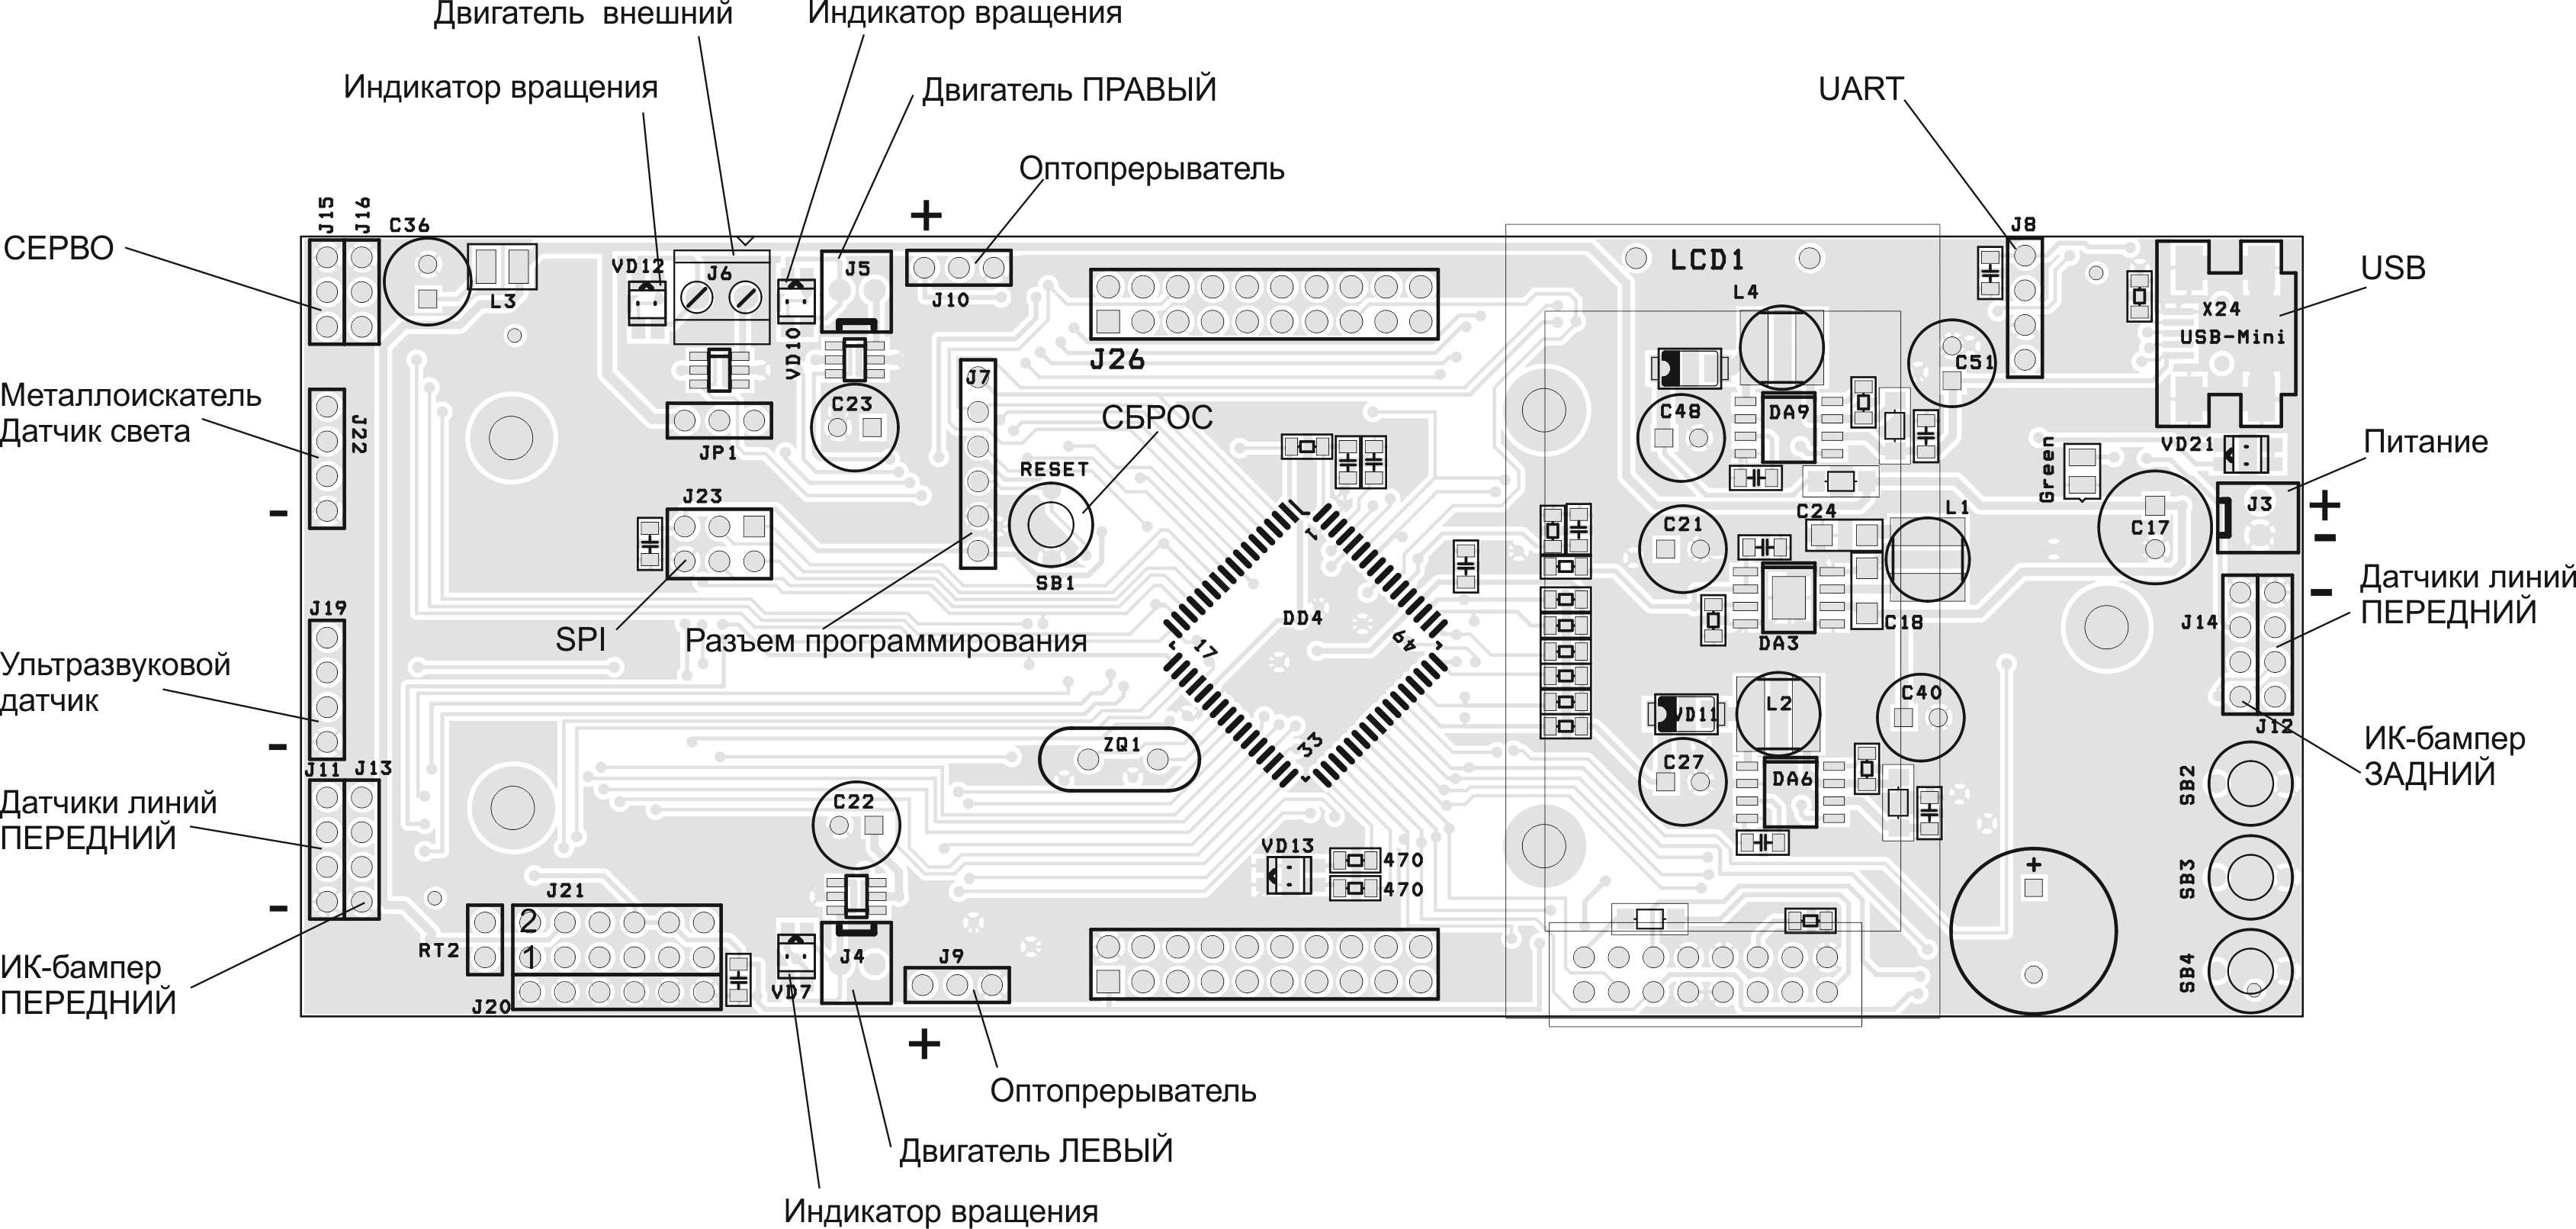 Двигатель внешний
Индикатор вращения
Индикатор вращения
Двигатель ПРАВЫЙ
UART
Оптопрерыватель
+
J15
J16
C36
СЕРВО
L3
VD12
J6
VD10
J5
J10
J26
LCD1
L4
J8
X24
USB-Mini
USB
Металлоискатель
Датчик света
J22
-
JP1
C23
J7
СБРОС
RESET
SB1
C48
DA9
C51
VD21
Green
Питание
J3
+
-
C17
J23
SPI
Разъем программирования
1
DD4
17
49
33
C21
C24
L1
DA3
C18
-
Датчики линий
ПЕРЕДНИЙ
J14
J12
ИК-бампер
ЗАДНИЙ
J19
Ультразвуковой
датчик
-
J11
J13
Датчики линий
ПЕРЕДНИЙ
-
ИК-бампер
ПЕРЕДНИЙ
ZQ1
VD11
L2
C40
C27
DA6
SB2
SB3
SB4
+
C22
VD13
470
470
J21
2
1
RT2
J20
VD7
J4
J9
+
Оптопрерыватель
Двигатель ЛЕВЫЙ
Индикатор вращения